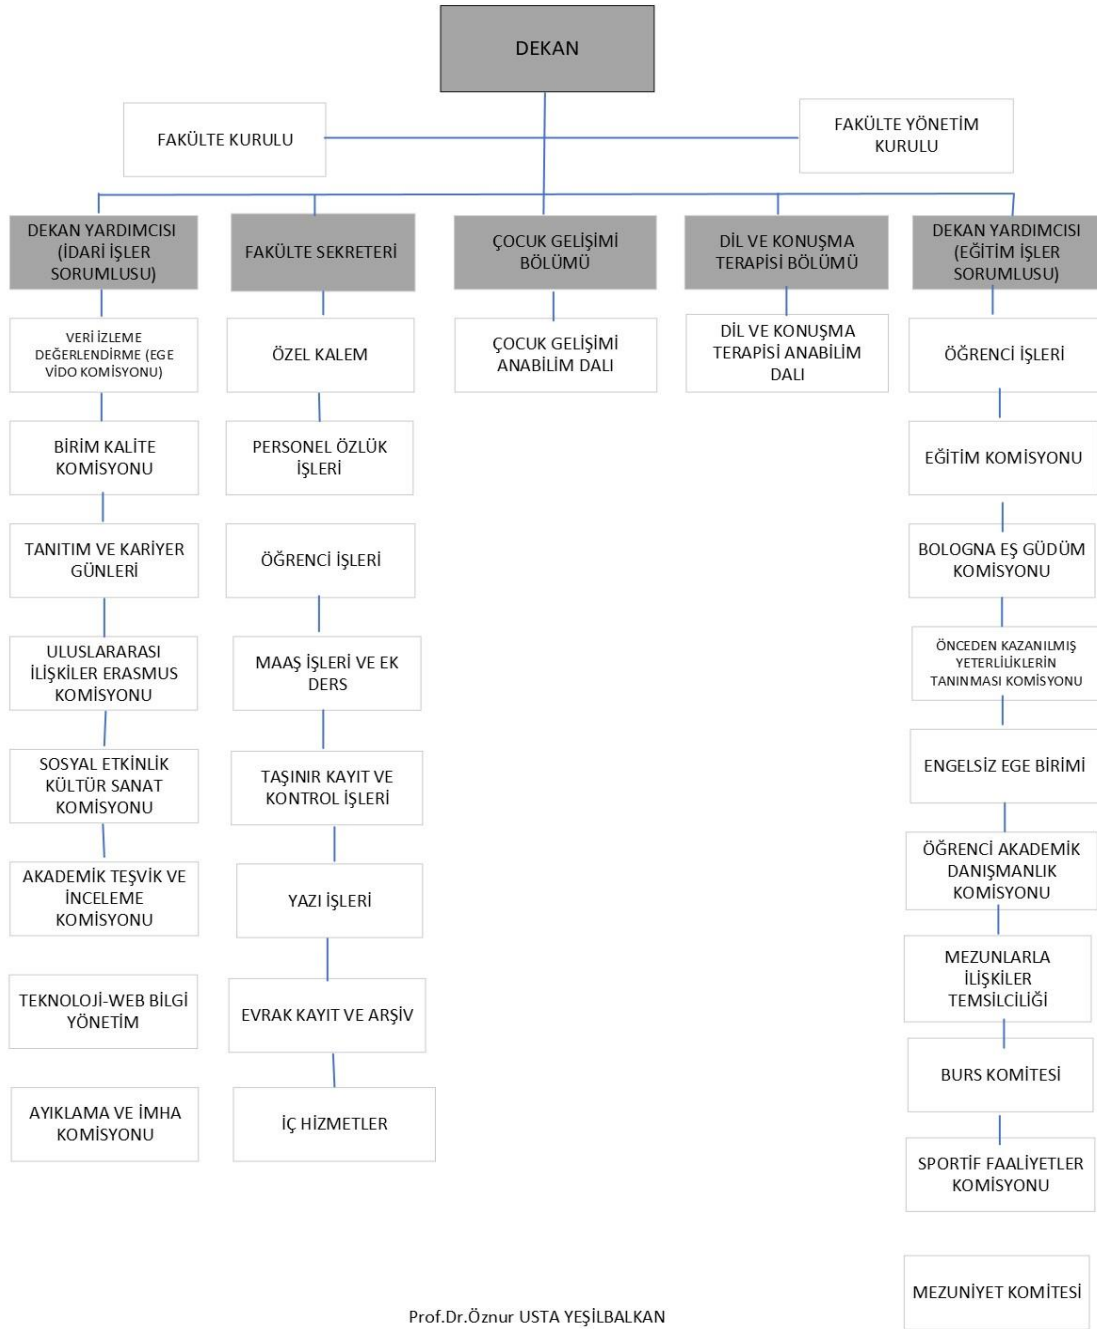 DEKAN
FAKÜLTE KURULU
FAKÜLTE YÖNETİM
KURULU
DEKAN YARDIMCISI
(İDARİ İŞLER
SORUMLUSU)
FAKÜLTE SEKRETERİ
ÇOCUK GELİŞİMİ
BÖLÜMÜ
DİL VE KONUŞMA
TERAPİSİ BÖLÜMÜ
DEKAN YARDIMCISI
(EĞİTİM İŞLER
SORUMLUSU)
VERİ İZLEME
DEĞERLENDİRME (EGE
VİDO KOMİSYONU)
BİRİM KALİTE
KOMİSYONU
TANITIM VE KARİYER
GÜNLERİ
ULUSLARARASI
İLİŞKİLER ERASMUS
KOMİSYONU
SOSYAL ETKİNLİK
KÜLTÜR SANAT
KOMİSYONU
AKADEMİK TEŞVİK VE
İNCELEME
KOMİSYONU
TEKNOLOJİ-WEB BİLGİ
YÖNETİM
AYIKLAMA VE İMHA
KOMİSYONU
ÖZEL KALEM
PERSONEL ÖZLÜK
İŞLERİ
ÖĞRENCİ İŞLERİ
MAAŞ İŞLERİ VE EK
DERS
TAŞINIR KAYIT VE
KONTROL İŞLERİ
YAZI İŞLERİ
EVRAK KAYIT VE ARŞİV
İÇ HİZMETLER
ÇOCUK GELİŞİMİ
ANABİLİM DALI
DİL VE KONUŞMA
TERAPİSİ ANABİLİM
DALI
ÖĞRENCİ İŞLERİ
EĞİTİM KOMİSYONU
BOLOGNA EŞ GÜDÜM
KOMİSYONU
ÖNCEDEN KAZANILMIŞ
YETERLİLİKLERİN
TANINMASI KOMİSYONU
ENGELSİZ EGE BİRİMİ
ÖĞRENCİ AKADEMİK
DANIŞMANLIK
KOMİSYONU
MEZUNLARLA
İLİŞKİLER
TEMSİLCİLİĞİ
BURS KOMİTESİ
SPORTİF FAALİYETLER
KOMİSYONU
MEZUNİYET KOMİTESİ
Prof.Dr.Öznur USTA YEŞİLBALKAN